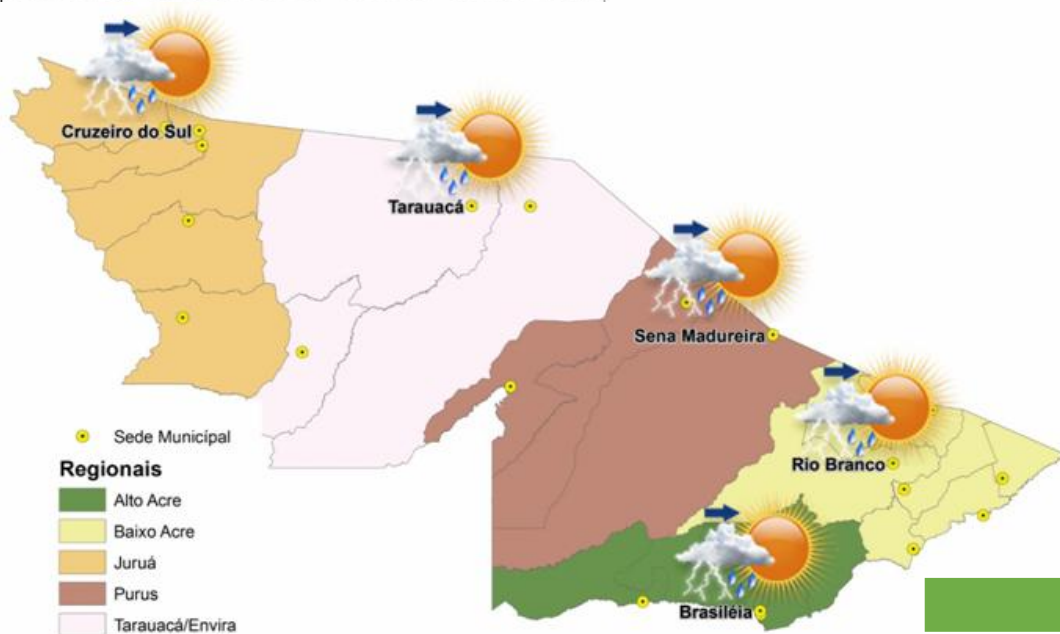 Cruzeiro do Sul
Tarauacá
Sena Madureira
Rio Branco
Brasiléia
Sede Municípal
Regionais
Alto Acre
Baixo Acre
Juruá
Purus
Tarauacá/Envira